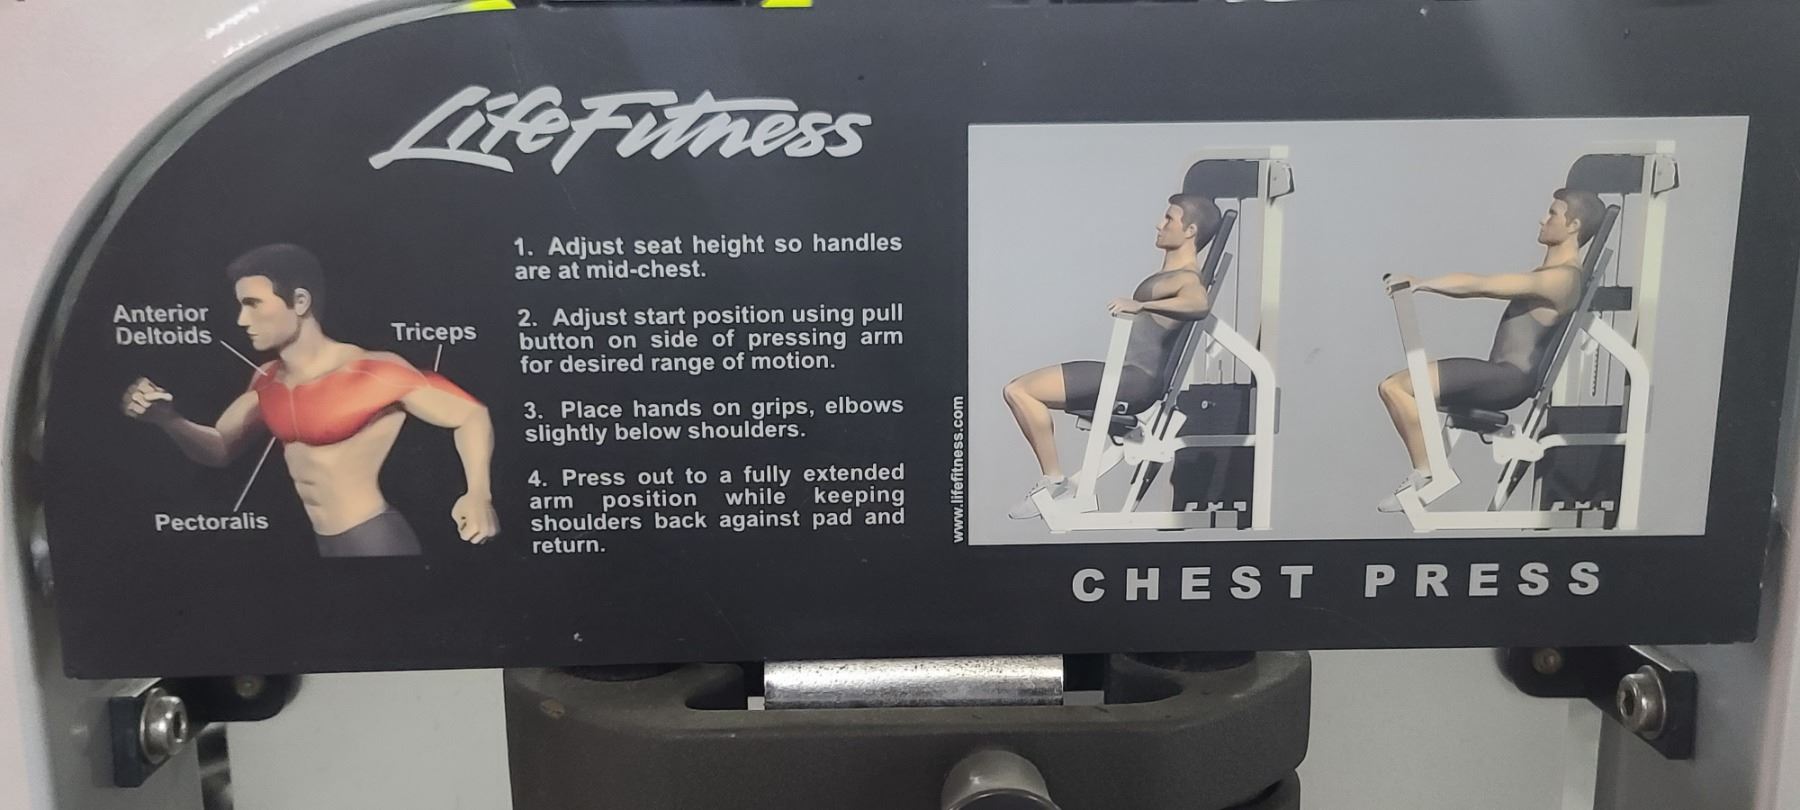 LifeFitness
Anterior
Deltoids
Triceps
Pectoralis
1. Adjust seat height so handles
are at mid-chest.
2. Adjust start position using pull
button on side of pressing arm
for desired range of motion.
3. Place hands on grips, elbows
slightly below shoulders.
4. Press out to a fully extended
arm position while keeping
shoulders back against pad and
return.
www.lifefitness.com
CHEST PRESS